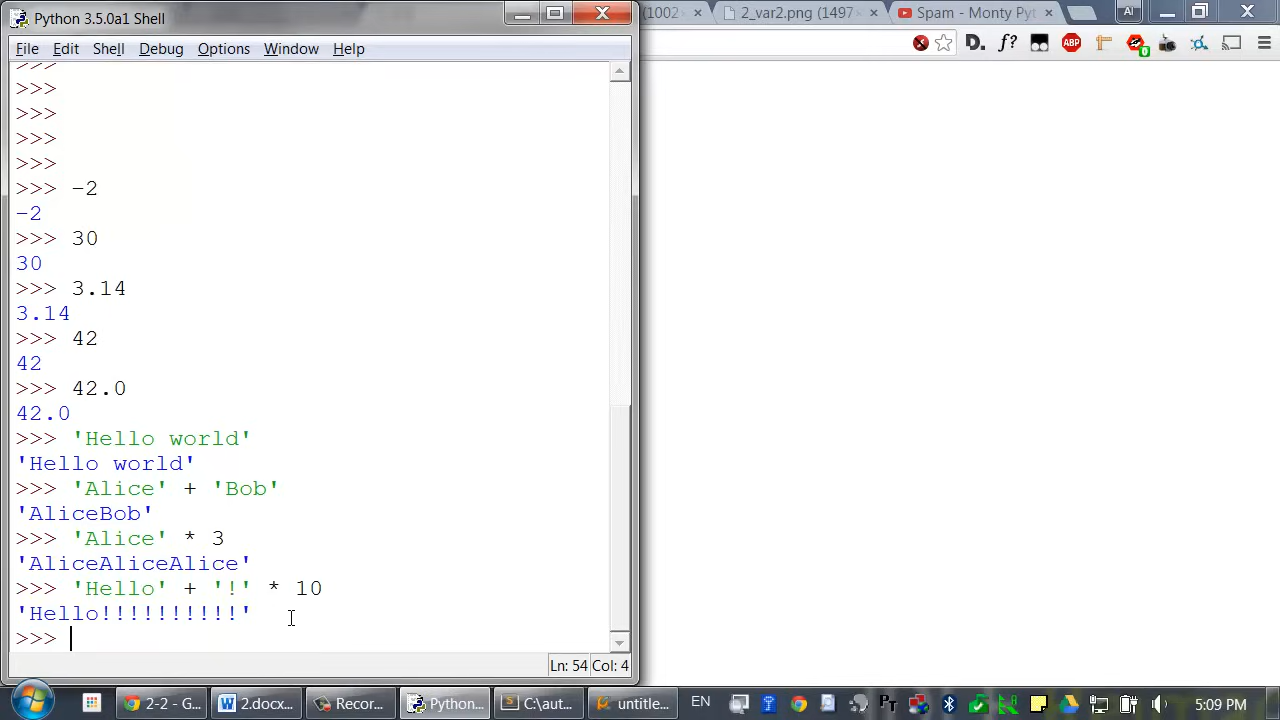 Python 3.5.0a1 Shell
(1002
2_var2.png (1497
Spam - Monty Pyt
File Edit Shell Debug Options Window Help
D. f? ABP 0
>>>
>>>
>>>
>>>
>>>
>>> -2
-2
>>> 30
30
>>> 3.14
3.14
>>> 42
42
>>> 42.0
42.0
>>> 'Hello world'
'Hello world'
>>> 'Alice' + 'Bob'
'AliceBob'
>>> 'Alice' * 3
'AliceAliceAlice'
>>> 'Hello' + '!' * 10
'Hello!!!!!!!!!!'
>>>
Ln: 54 Col: 4
2-2 - G...
2.docx...
Recor...
Python...
C:\aut...
untitle...
EN
5:09 PM